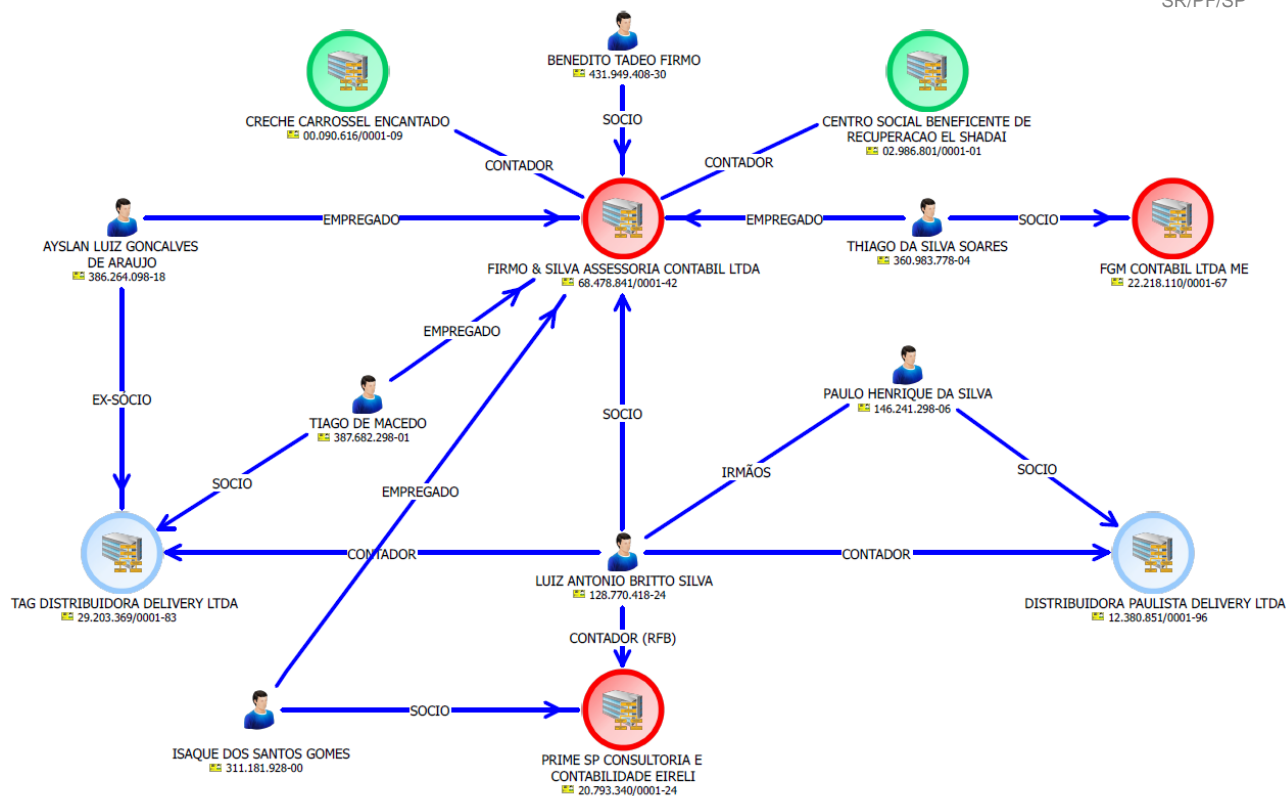 SR/PF/SP
BENEDITO TADEO FIRMO
431.949.408-30
CRECHE CARROSSEL ENCANTADO
00.090.616/0001-09
SOCIO
CENTRO SOCIAL BENEFICENTE DE
RECUPERACAO EL SHADAI
02.986.801/0001-01
CONTADOR
CONTADOR
EMPREGADO
EMPREGADO
SOCIO
AYSLAN LUIZ GONCALVES
DE ARAUJO
386.264.098-18
THIAGO DA SILVA SOARES
360.983.778-04
FIRMO & SILVA ASSESSORIA CONTABIL LTDA
68.478.841/0001-42
FGM CONTABIL LTDA ME
22.218.110/0001-67
EMPREGADO
EX-SOCIO
TIAGO DE MACEDO
387.682.298-01
SOCIO
PAULO HENRIQUE DA SILVA
146.241.298-06
SOCIO
EMPREGADO
IRMÃOS
SOCIO
CONTADOR
CONTADOR
TAG DISTRIBUIDORA DELIVERY LTDA
29.203.369/0001-83
LUIZ ANTONIO BRITTO SILVA
128.770.418-24
DISTRIBUIDORA PAULISTA DELIVERY LTDA
12.380.851/0001-96
CONTADOR (RFB)
SOCIO
ISAQUE DOS SANTOS GOMES
311.181.928-00
PRIME SP CONSULTORIA E
CONTABILIDADE EIRELI
20.793.340/0001-24